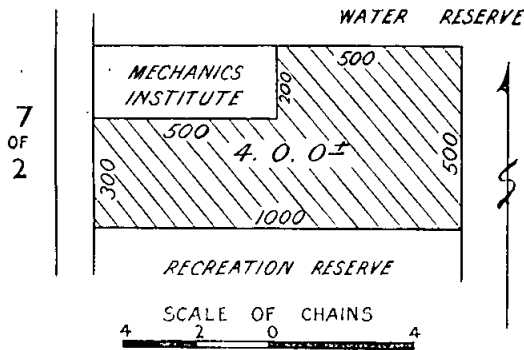 WATER RESERVE
MECHANICS
INSTITUTE
500
200
500
4. 0. 0±
500
300
1000
7
OF
2
RECREATION RESERVE
SCALE OF CHAINS
4 2 0 4